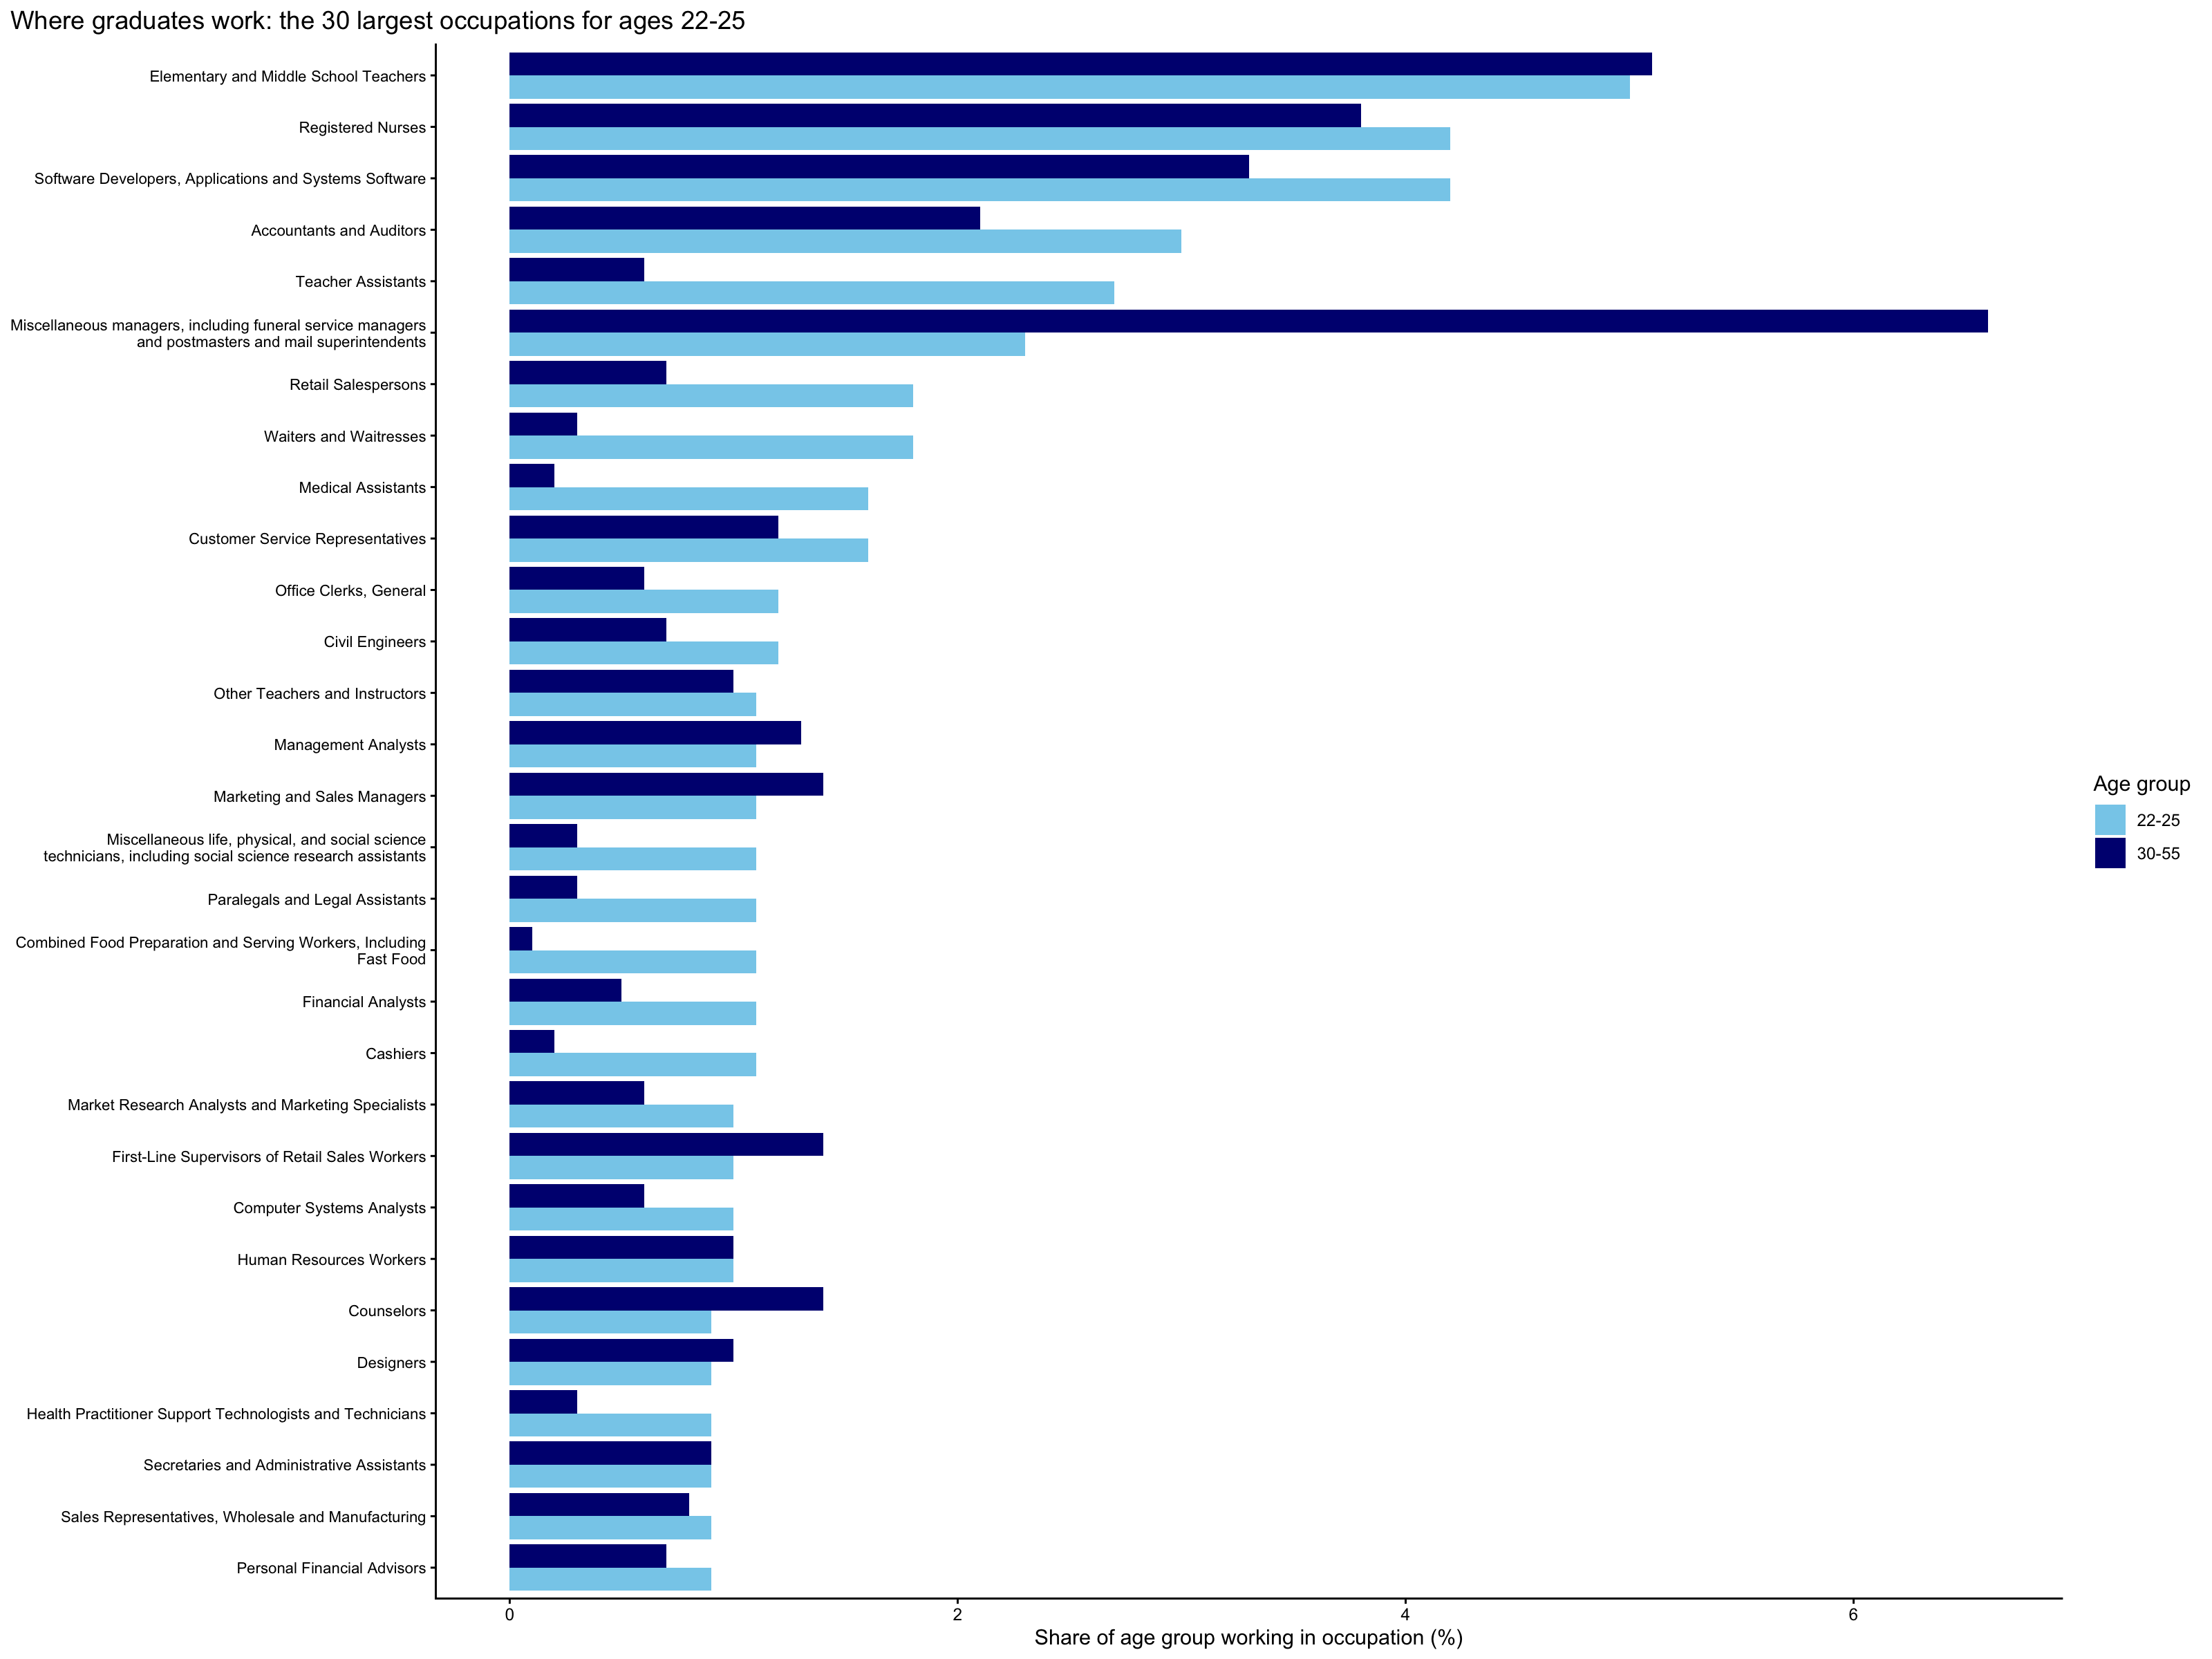 Where graduates work: the 30 largest occupations for ages 22-25
Elementary and Middle School Teachers
Registered Nurses
Software Developers, Applications and Systems Software
Accountants and Auditors
Teacher Assistants
Miscellaneous managers, including funeral service managers
and postmasters and mail superintendents
Retail Salespersons
Waiters and Waitresses
Medical Assistants
Customer Service Representatives
Office Clerks, General
Civil Engineers
Other Teachers and Instructors
Management Analysts
Marketing and Sales Managers
Miscellaneous life, physical, and social science
technicians, including social science research assistants
Paralegals and Legal Assistants
Combined Food Preparation and Serving Workers, Including
Fast Food
Financial Analysts
Cashiers
Market Research Analysts and Marketing Specialists
First-Line Supervisors of Retail Sales Workers
Computer Systems Analysts
Human Resources Workers
Counselors
Designers
Health Practitioner Support Technologists and Technicians
Secretaries and Administrative Assistants
Sales Representatives, Wholesale and Manufacturing
Personal Financial Advisors
0 2 4 6
Share of age group working in occupation (%)
Age group
22-25
30-55